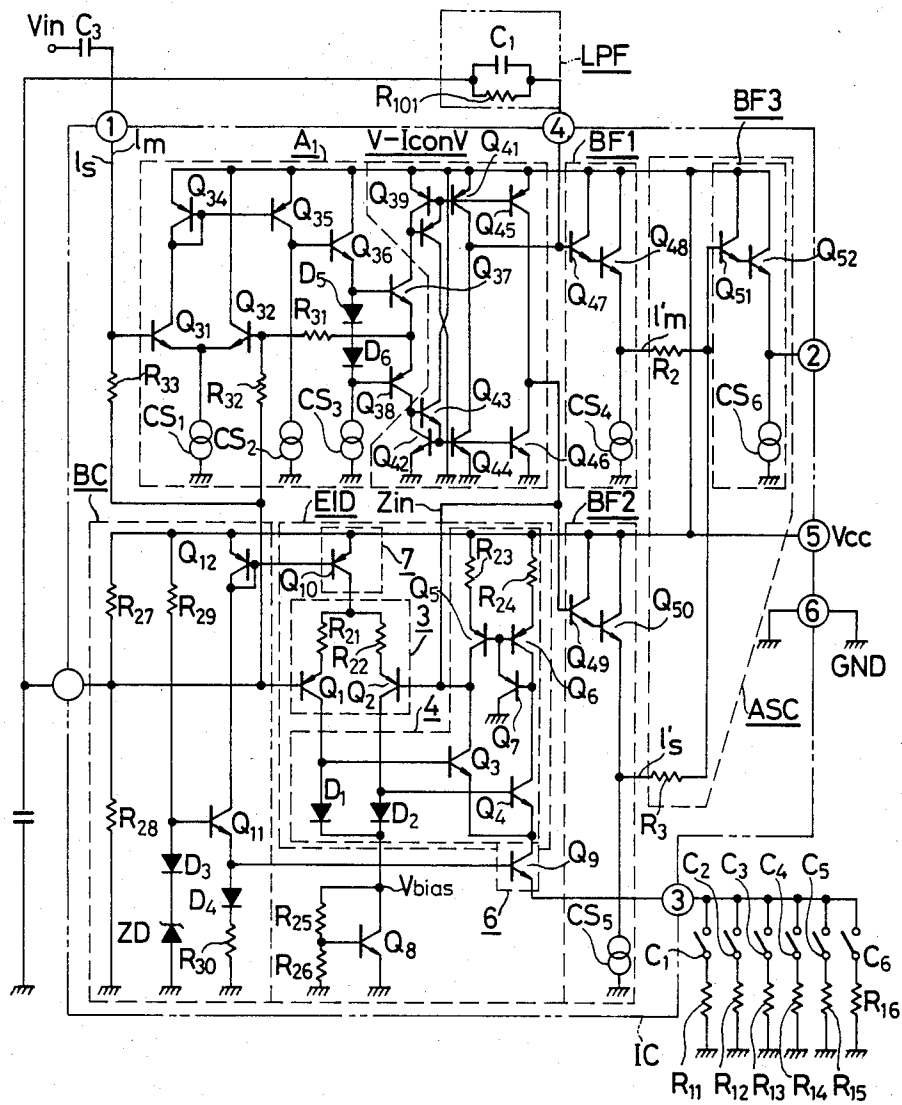 Vin C3
C1
LPF
R101
1
4
BF3
ls lm
A1
V-IconV
Q41
BF1
Q34
Q35
Q39
Q45
Q48
Q52
Q36
Q37
Q47
Q51
D5
Q31
Q32
R31
l'm
R2
2
R33
R32
D6
Q38
Q43
CS4
CS6
CS1
CS2
CS3
Q42
Q44
Q46
BC
EID
Zin
BF2
Q12
Q10
7
R23
5 Vcc
R27
R29
R21
R22
3
Q5
R24
Q49
Q50
6
GND
Q1 Q2
4
Q7
Q6
ASC
D1
D2
Q3
Q4
l's
R3
R28
Q11
Q9
D3
D4
Vbias
6
3
C2 C3 C4 C5
ZD
R30
R25
R26
Q8
CS5
C1
C6
R16
IC
R11 R12 R13 R14 R15